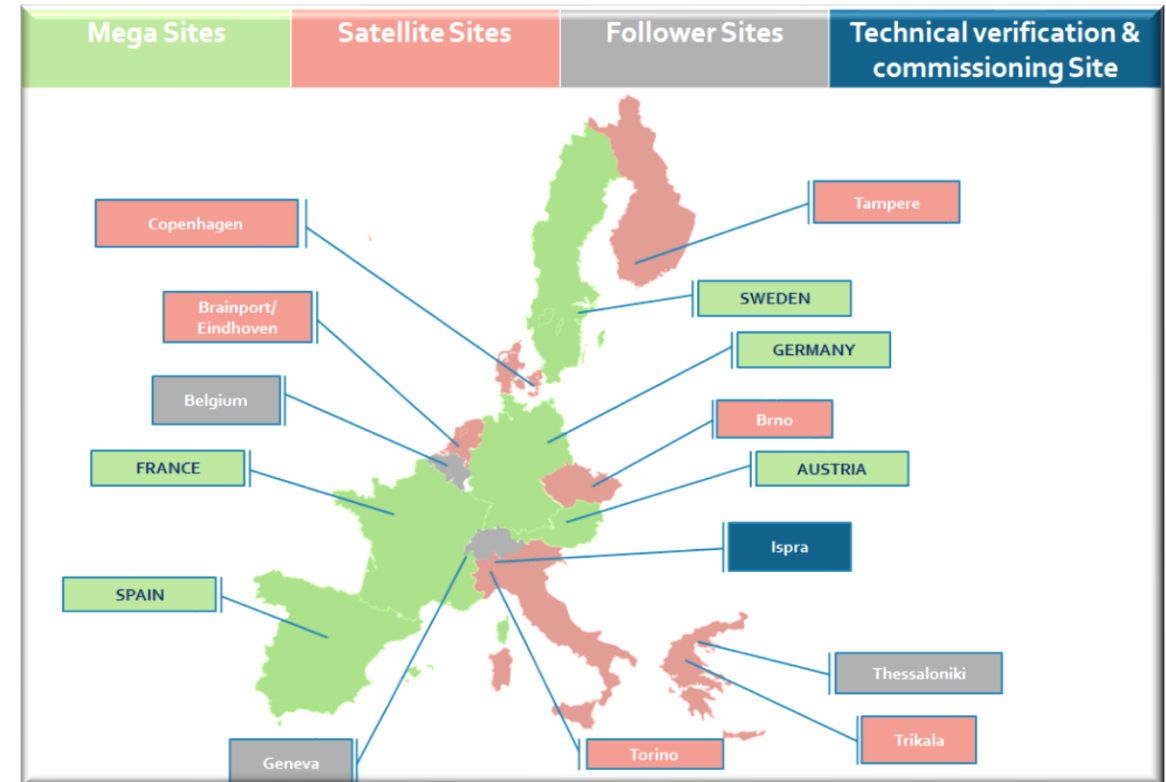 Mega Sites
Satellite Sites
Follower Sites
Technical verification &
commissioning Site
Copenhagen
Tampere
Brainport/
Eindhoven
SWEDEN
GERMANY
Belgium
Brno
FRANCE
AUSTRIA
Ispra
SPAIN
Thessaloniki
Trikala
Geneva
Torino